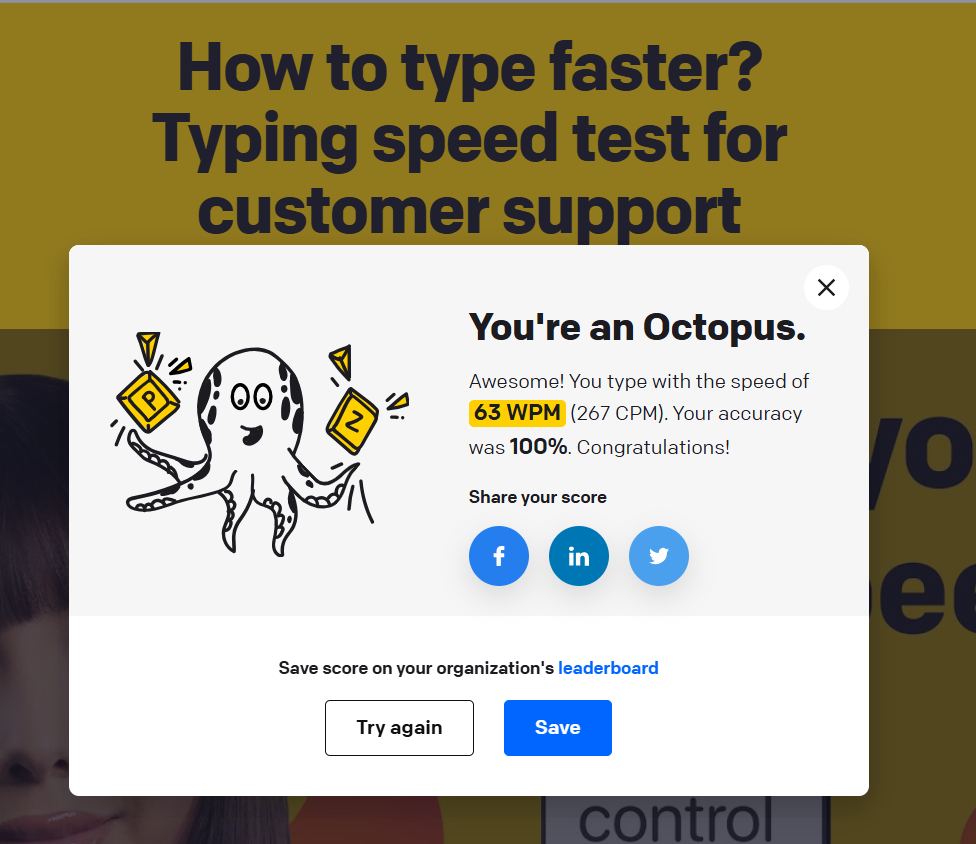 How to type faster?
Typing speed test for
customer support
You're an Octopus.
Awesome! You type with the speed of
63 WPM (267 CPM). Your accuracy
was 100%. Congratulations!
P
Z
Share your score
f
in
yo
Save score on your organization's leaderboard
Try again
Save
control